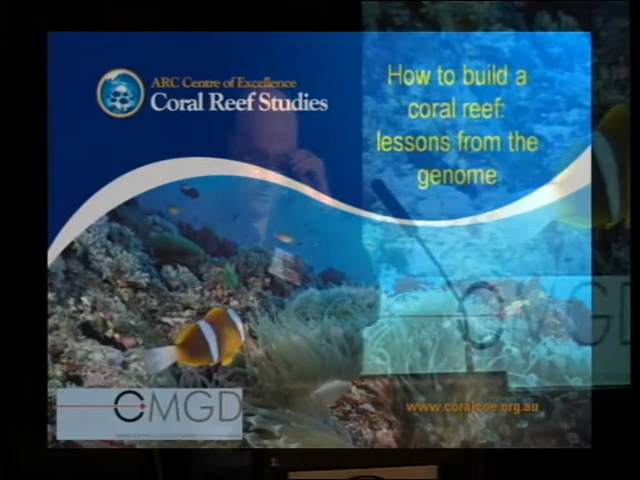 ARC Centre of Excellence
Coral Reef Studies
How to build a
coral reef:
lessons from the
genome
CMGD
CMGD
www.coralcoe.org.au